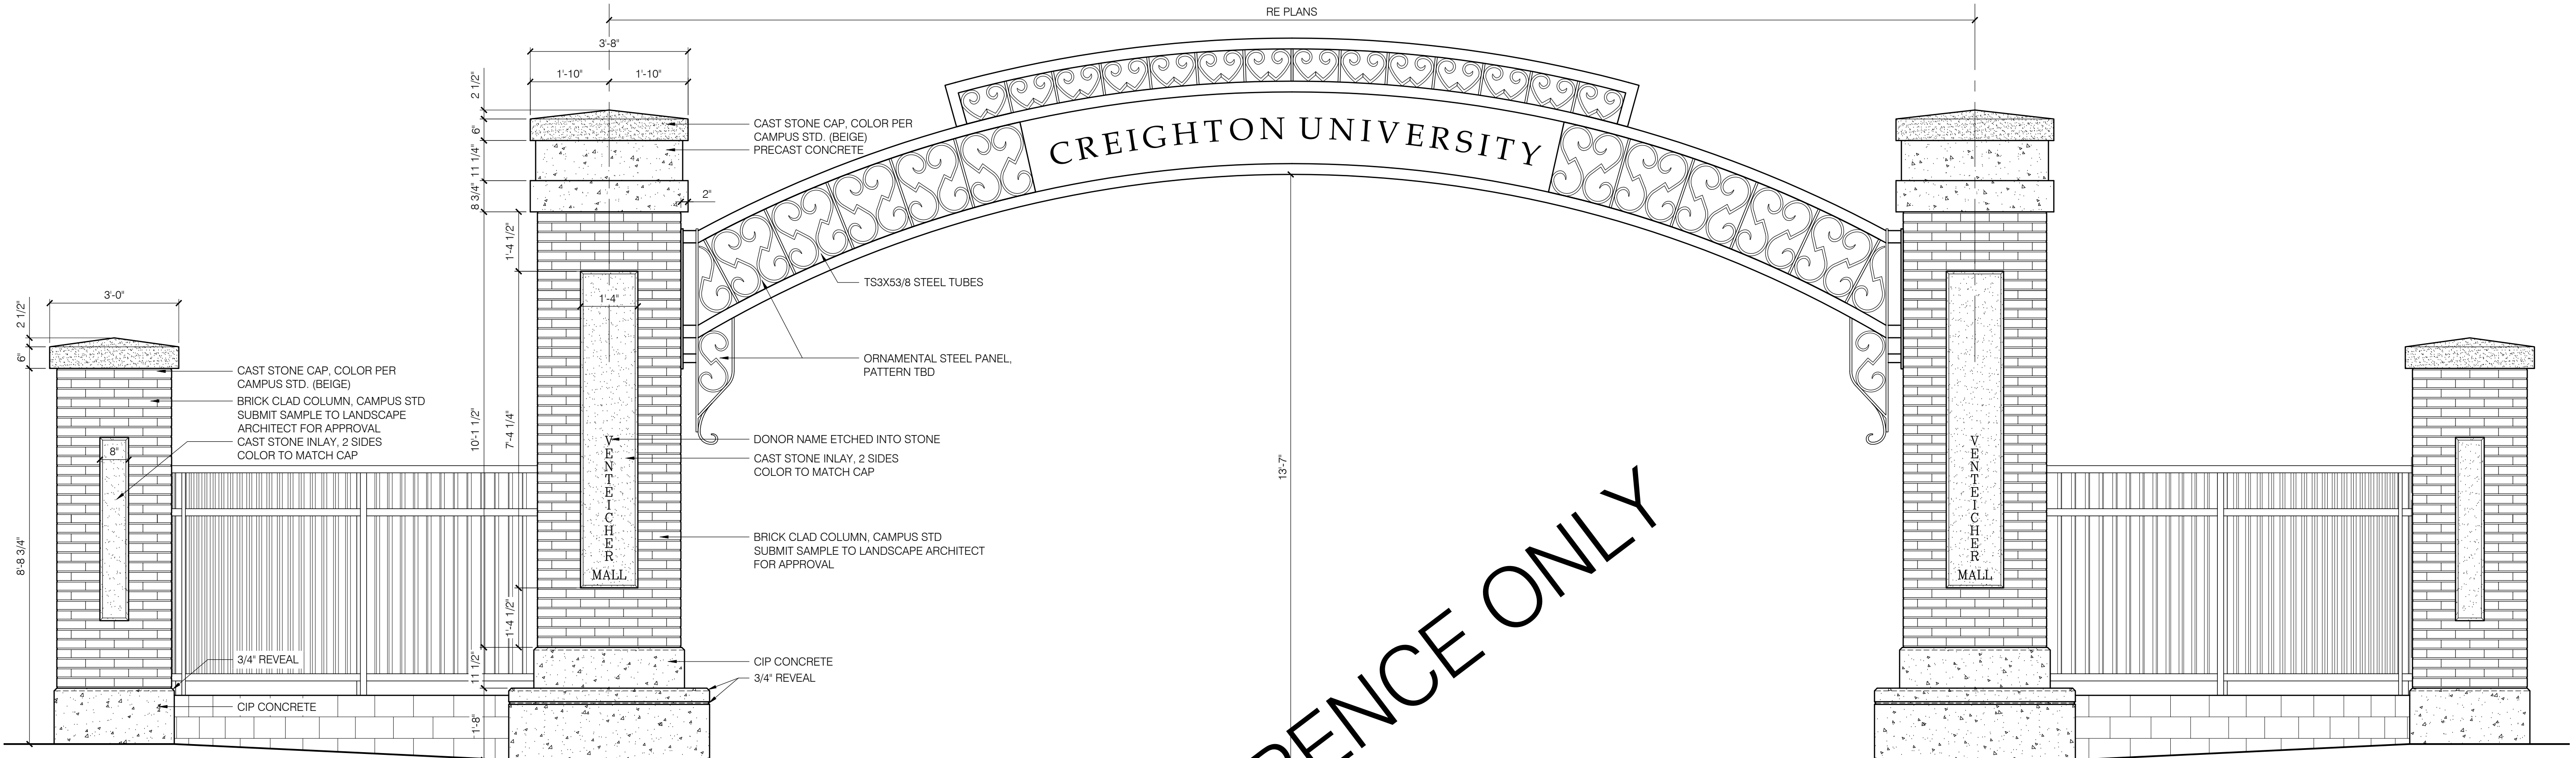 RE PLANS
3'-8"
1'-10"
1'-10"
2 1/2"
6"
11 1/4"
8 3/4"
CAST STONE CAP, COLOR PER
CAMPUS STD. (BEIGE)
PRECAST CONCRETE
2"
CREIGHTON UNIVERSITY
1'-4 1/2"
1'-4"
TS3X53/8 STEEL TUBES
ORNAMENTAL STEEL PANEL,
PATTERN TBD
3'-0"
2 1/2"
6"
CAST STONE CAP, COLOR PER
CAMPUS STD. (BEIGE)
BRICK CLAD COLUMN, CAMPUS STD
SUBMIT SAMPLE TO LANDSCAPE
ARCHITECT FOR APPROVAL
CAST STONE INLAY, 2 SIDES
COLOR TO MATCH CAP
8"
8'-8 3/4"
10'-1 1/2"
7'-4 1/4"
VENTEICHER
MALL
DONOR NAME ETCHED INTO STONE
CAST STONE INLAY, 2 SIDES
COLOR TO MATCH CAP
BRICK CLAD COLUMN, CAMPUS STD
SUBMIT SAMPLE TO LANDSCAPE ARCHITECT
FOR APPROVAL
13'-7"
VENTEICHER
MALL
1'-4 1/2"
11 1/2"
1'-8"
3/4" REVEAL
CIP CONCRETE
CIP CONCRETE
3/4" REVEAL
ONLY